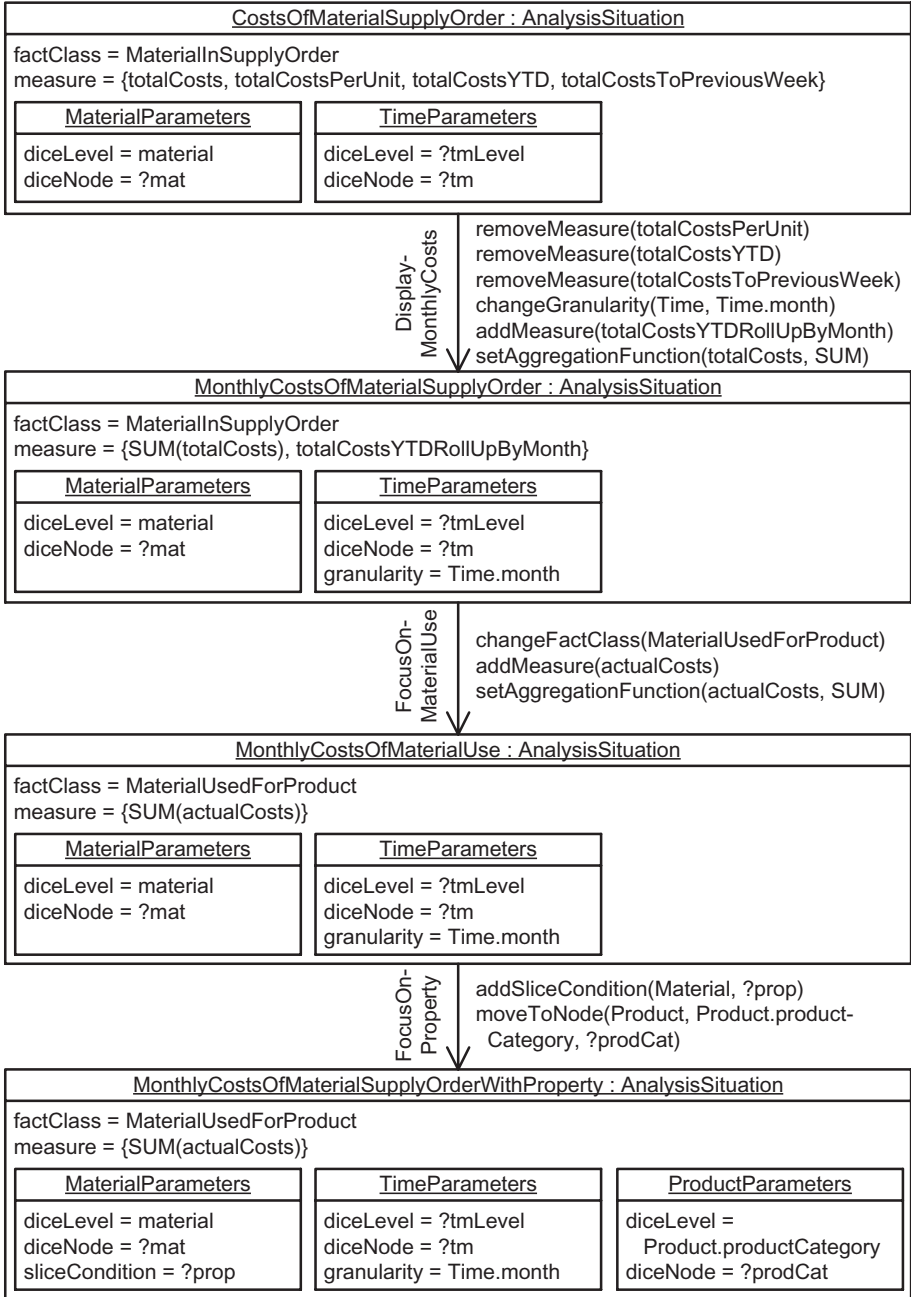 CostsOfMaterialSupplyOrder : AnalysisSituation
factClass = MaterialInSupplyOrder
measure = {totalCosts, totalCostsPerUnit, totalCostsYTD, totalCostsToPreviousWeek}
MaterialParameters
diceLevel = material
diceNode = ?mat
TimeParameters
diceLevel = ?tmLevel
diceNode = ?tm
Display-
MonthlyCosts
removeMeasure(totalCostsPerUnit)
removeMeasure(totalCostsYTD)
removeMeasure(totalCostsToPreviousWeek)
changeGranularity(Time, Time.month)
addMeasure(totalCostsYTDRollUpByMonth)
setAggregationFunction(totalCosts, SUM)
MonthlyCostsOfMaterialSupplyOrder : AnalysisSituation
factClass = MaterialInSupplyOrder
measure = {SUM(totalCosts), totalCostsYTDRollUpByMonth}
MaterialParameters
diceLevel = material
diceNode = ?mat
TimeParameters
diceLevel = ?tmLevel
diceNode = ?tm
granularity = Time.month
FocusOn-
MaterialUse
changeFactClass(MaterialUsedForProduct)
addMeasure(actualCosts)
setAggregationFunction(actualCosts, SUM)
MonthlyCostsOfMaterialUse : AnalysisSituation
factClass = MaterialUsedForProduct
measure = {SUM(actualCosts)}
MaterialParameters
diceLevel = material
diceNode = ?mat
TimeParameters
diceLevel = ?tmLevel
diceNode = ?tm
granularity = Time.month
FocusOn-
Property
addSliceCondition(Material, ?prop)
moveToNode(Product, Product.product-
Category, ?prodCat)
MonthlyCostsOfMaterialSupplyOrderWithProperty : AnalysisSituation
factClass = MaterialUsedForProduct
measure = {SUM(actualCosts)}
MaterialParameters
diceLevel = material
diceNode = ?mat
sliceCondition = ?prop
TimeParameters
diceLevel = ?tmLevel
diceNode = ?tm
granularity = Time.month
ProductParameters
diceLevel =
Product.productCategory
diceNode = ?prodCat